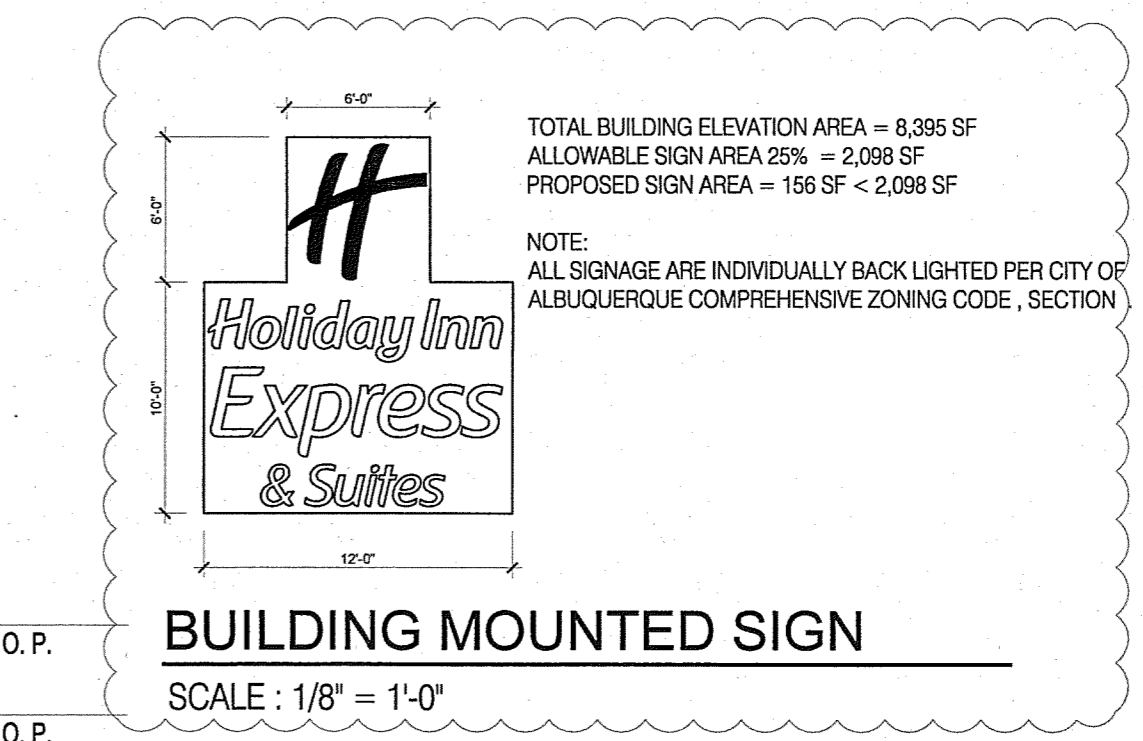 6'-0"
TOTAL BUILDING ELEVATION AREA = 8,395 SF
ALLOWABLE SIGN AREA 25% = 2,098 SF
PROPOSED SIGN AREA = 156 SF < 2,098 SF
6'-0"
H
NOTE:
ALL SIGNAGE ARE INDIVIDUALLY BACK LIGHTED PER CITY OF
ALBUQUERQUE COMPREHENSIVE ZONING CODE , SECTION .
Holiday Inn
Express
& Suites
10'-0"
12'-0"
BUILDING MOUNTED SIGN
SCALE : 1/8" = 1'-0"
O. P.
O. P.